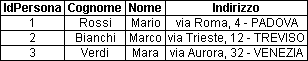 IdPersona Cognome Nome Indirizzo
1 Rossi Mario via Roma, 4 - PADOVA
2 Bianchi Marco via Trieste, 12 - TREVISO
3 Verdi Mara via Aurora, 32 - VENEZIA